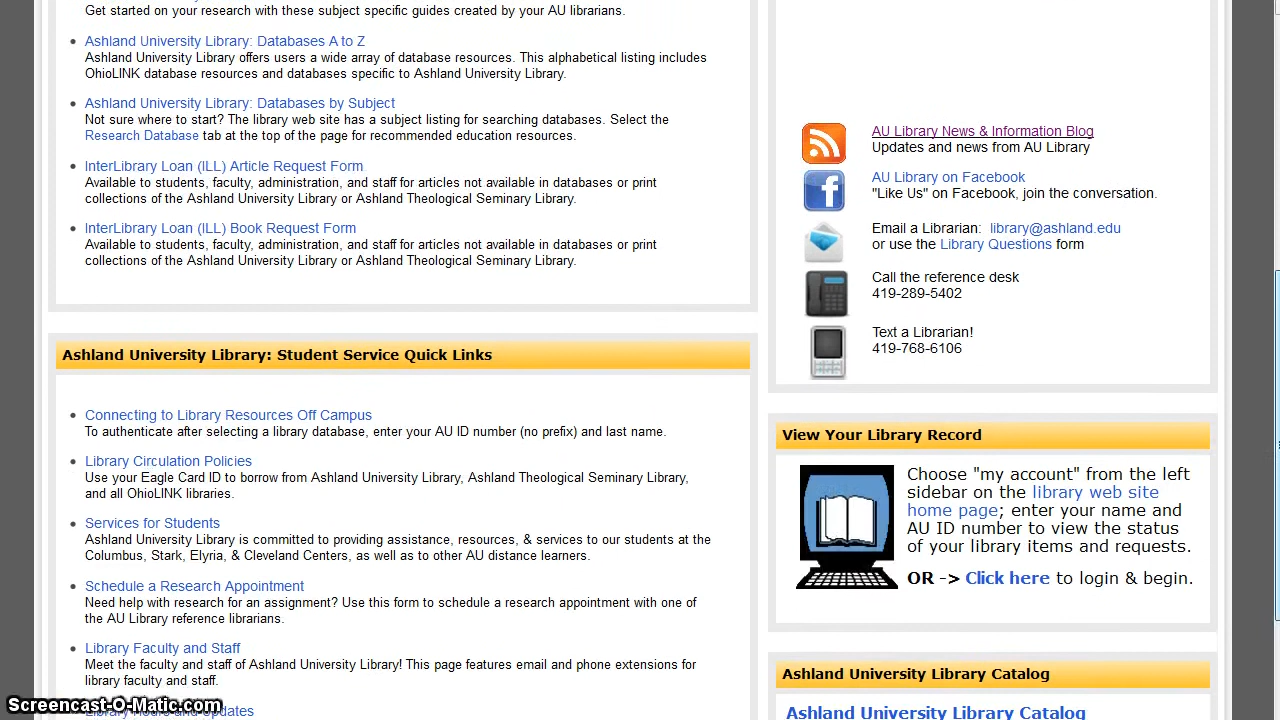 Get started on your research with these subject specific guides created by your AU librarians.
Ashland University Library: Databases A to Z
Ashland University Library offers users a wide array of database resources. This alphabetical listing includes
OhioLINK database resources and databases specific to Ashland University Library.
Ashland University Library: Databases by Subject
Not sure where to start? The library web site has a subject listing for searching databases. Select the
Research Database tab at the top of the page for recommended education resources.
InterLibrary Loan (ILL) Article Request Form
Available to students, faculty, administration, and staff for articles not available in databases or print
collections of the Ashland University Library or Ashland Theological Seminary Library.
InterLibrary Loan (ILL) Book Request Form
Available to students, faculty, administration, and staff for articles not available in databases or print
collections of the Ashland University Library or Ashland Theological Seminary Library.
Ashland University Library: Student Service Quick Links
Connecting to Library Resources Off Campus
To authenticate after selecting a library database, enter your AU ID number (no prefix) and last name.
Library Circulation Policies
Use your Eagle Card ID to borrow from Ashland University Library, Ashland Theological Seminary Library,
and all OhioLINK libraries.
Services for Students
Ashland University Library is committed to providing assistance, resources, & services to our students at the
Columbus, Stark, Elyria, & Cleveland Centers, as well as to other AU distance learners.
Schedule a Research Appointment
Need help with research for an assignment? Use this form to schedule a research appointment with one of
the AU Library reference librarians.
Library Faculty and Staff
Meet the faculty and staff of Ashland University Library! This page features email and phone extensions for
library faculty and staff.
Library Hours and Updates
Screencast-O-Matic.com
AU Library News & Information Blog
Updates and news from AU Library
AU Library on Facebook
"Like Us" on Facebook, join the conversation.
Email a Librarian: library@ashland.edu
or use the Library Questions form
Call the reference desk
419-289-5402
Text a Librarian!
419-768-6106
View Your Library Record
Choose "my account" from the left
sidebar on the library web site
home page; enter your name and
AU ID number to view the status
of your library items and requests.
OR -> Click here to login & begin.
Ashland University Library Catalog
Ashland University Library Catalog